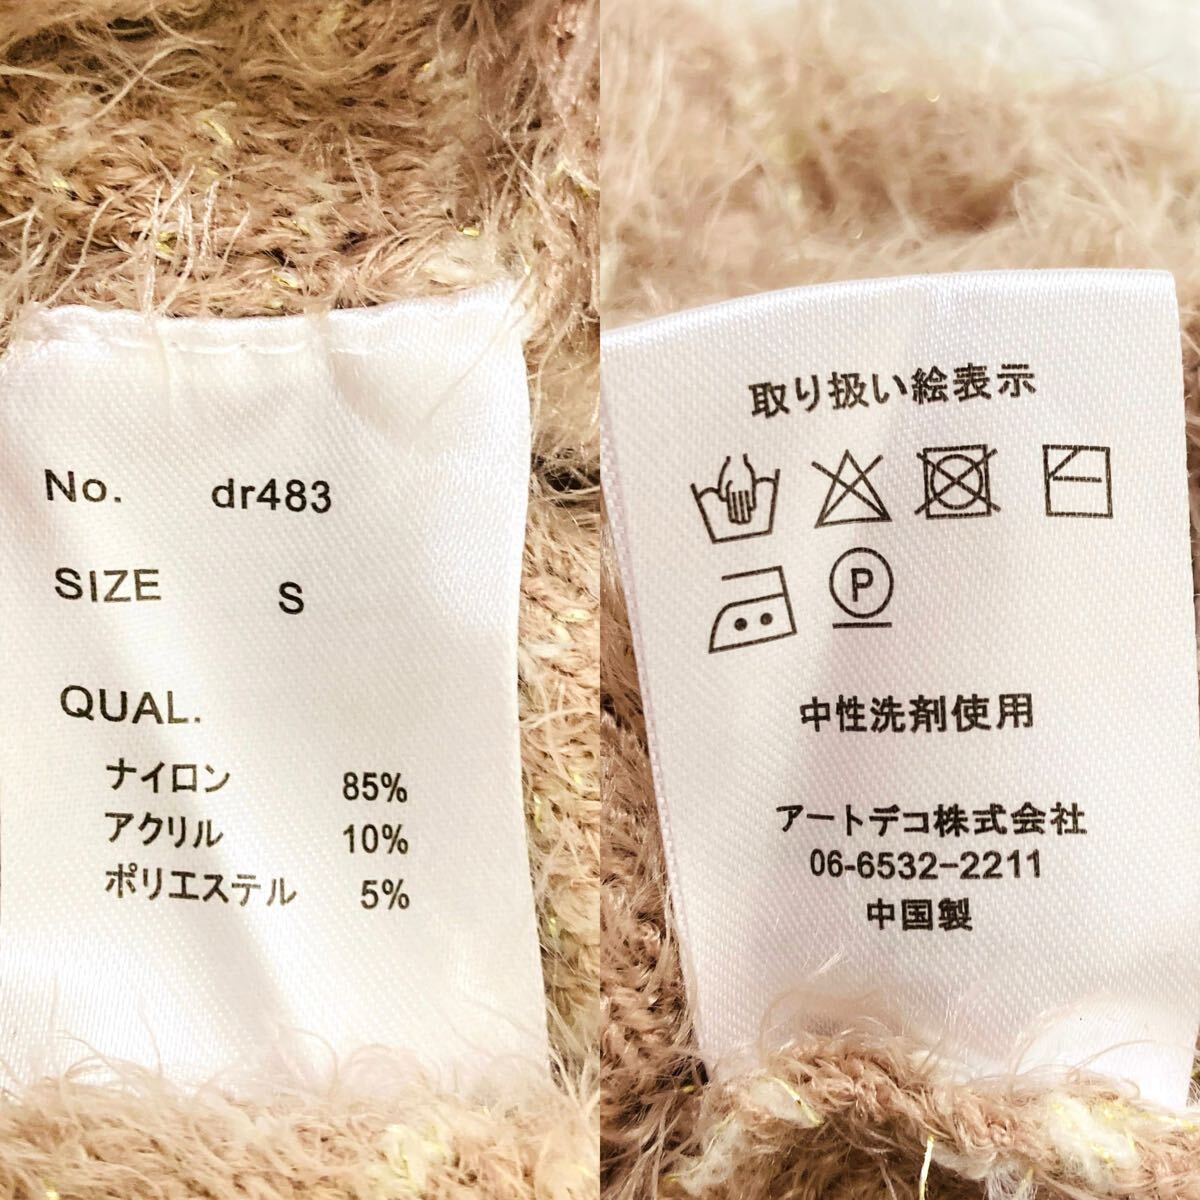 No. dr483
SIZE S
QUAL.
ナイロン 85%
アクリル 10%
ポリエステル 5%
取り扱い絵表示
P
中性洗剤使用
アートデコ株式会社
06-6532-2211
中国製